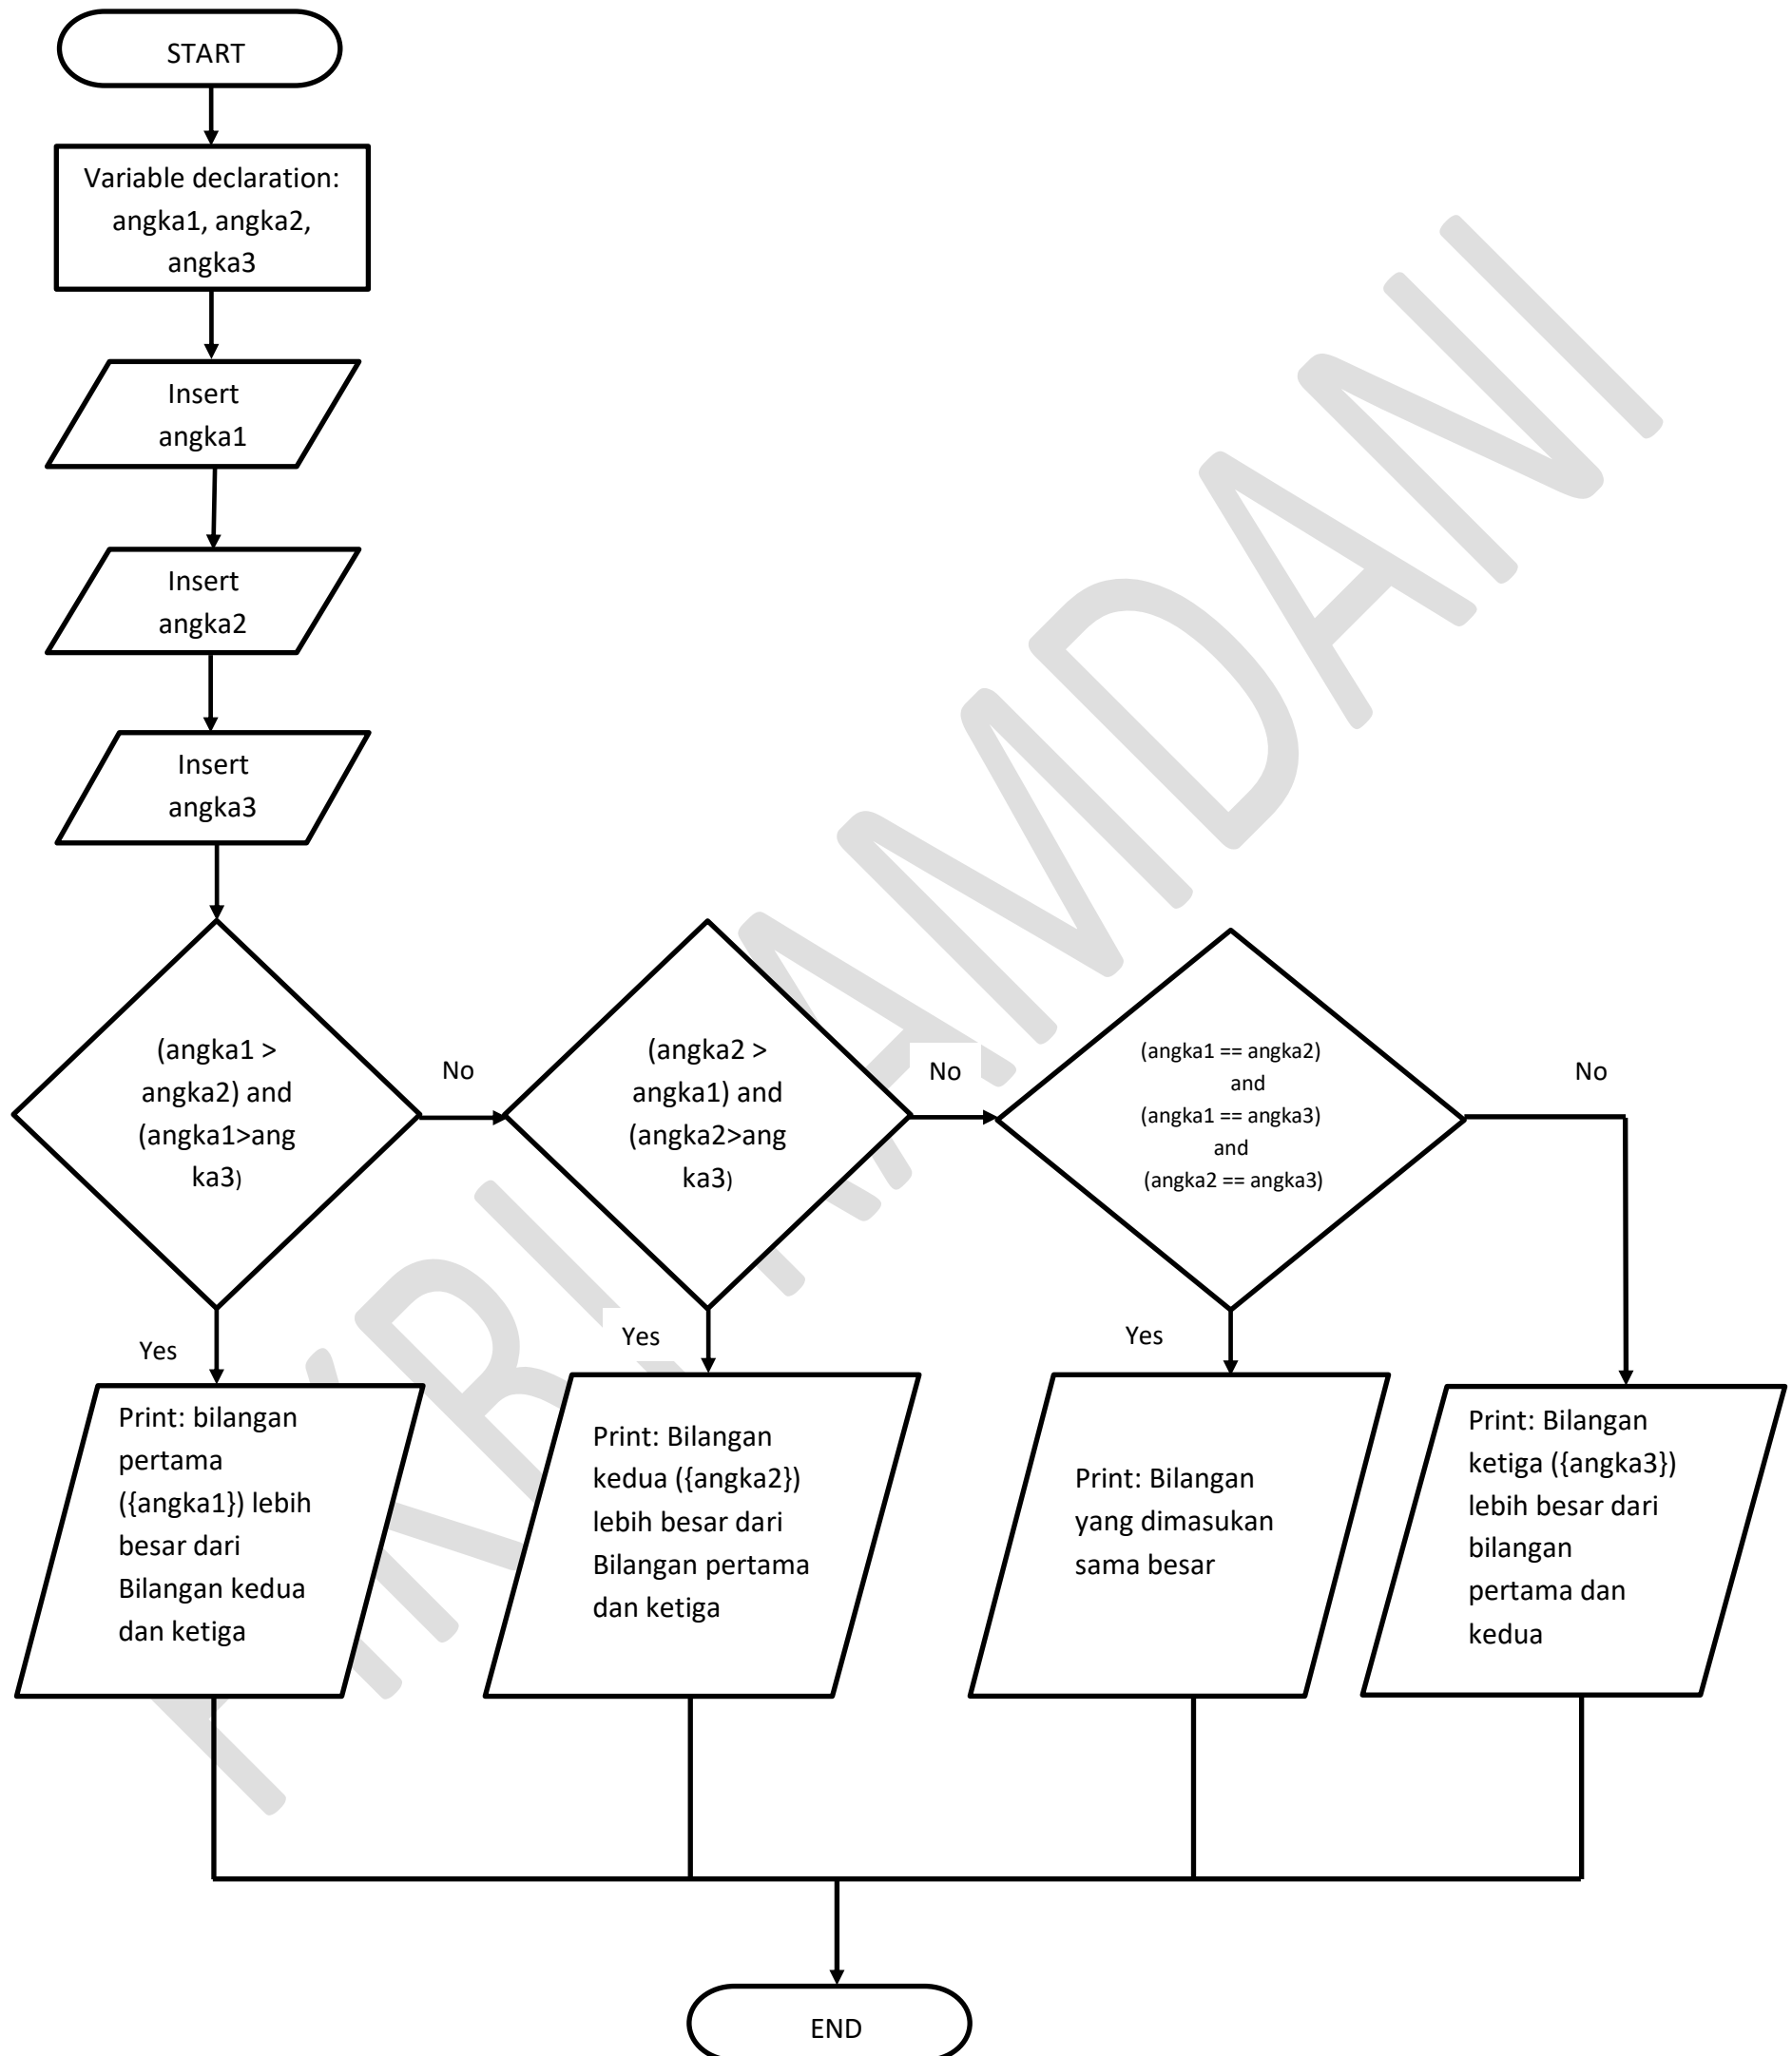 START
Variable declaration:
angka1, angka2,
angka3
Insert
angka1
Insert
angka2
Insert
angka3
(angka1 >
angka2) and
(angka1>ang
ka3)
No
(angka2 >
angka1) and
(angka2>ang
ka3)
No
(angka1 == angka2)
and
(angka1 == angka3)
and
(angka2 == angka3)
No
Yes
Yes
Yes
Print: bilangan
pertama
({angka1}) lebih
besar dari
Bilangan kedua
dan ketiga
Print: Bilangan
kedua ({angka2})
lebih besar dari
Bilangan pertama
dan ketiga
Print: Bilangan
yang dimasukan
sama besar
Print: Bilangan
ketiga ({angka3})
lebih besar dari
bilangan
pertama dan
kedua
END